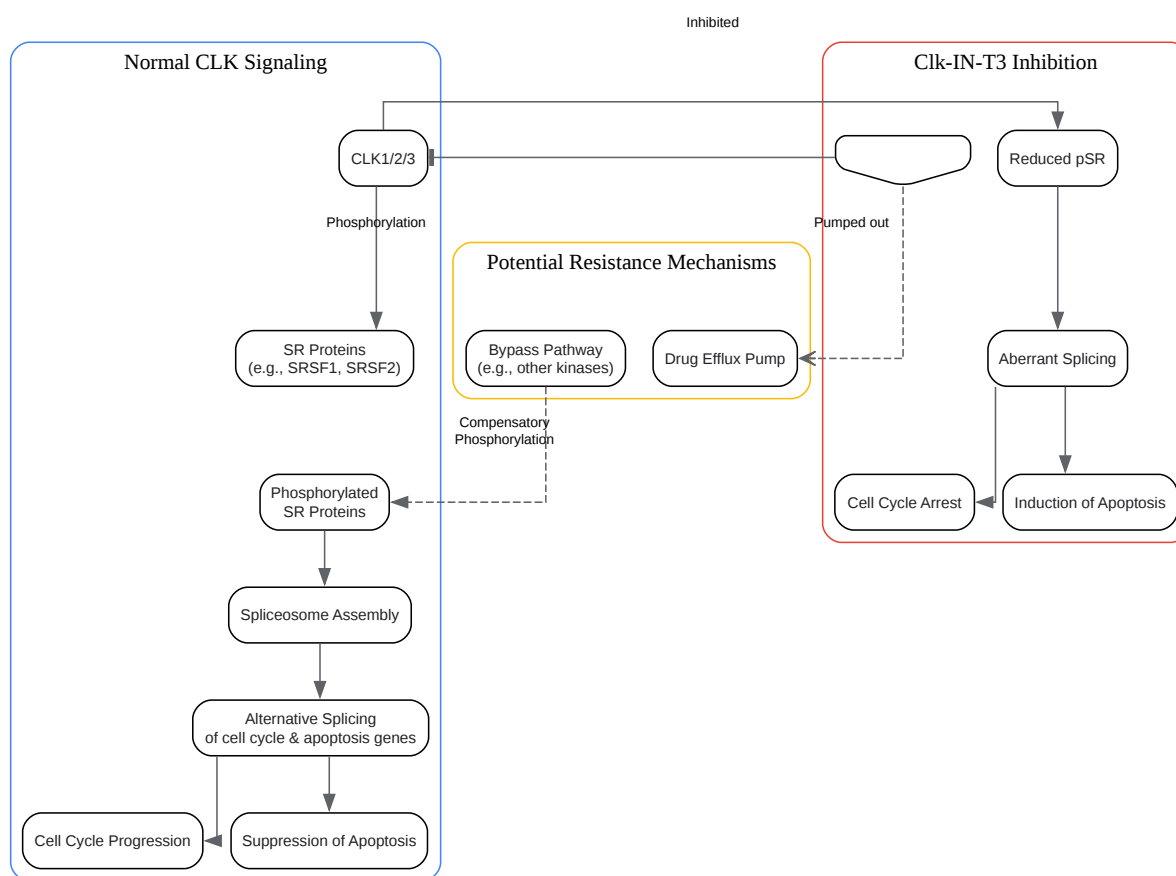 Inhibited
Normal CLK Signaling
Clk-IN-T3 Inhibition
CLK1/2/3
Reduced pSR
Phosphorylation
Pumped out
Potential Resistance Mechanisms
SR Proteins
(e.g., SRSF1, SRSF2)
Bypass Pathway
(e.g., other kinases)
Drug Efflux Pump
Aberrant Splicing
Compensatory
Phosphorylation
Phosphorylated
SR Proteins
Cell Cycle Arrest
Induction of Apoptosis
Spliceosome Assembly
Alternative Splicing
of cell cycle & apoptosis genes
Cell Cycle Progression
Suppression of Apoptosis